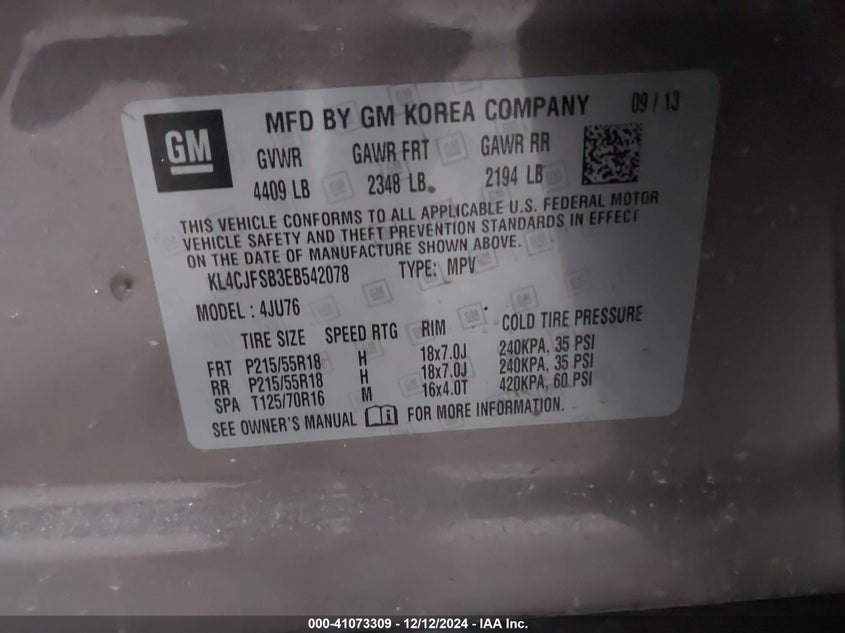 GM
MFD BY GM KOREA COMPANY 09 / 13
GVWR GAWR FRT GAWR RR
4409 LB 2348 LB 2194 LB
THIS VEHICLE CONFORMS TO ALL APPLICABLE U.S. FEDERAL MOTOR
VEHICLE SAFETY AND THEFT PREVENTION STANDARDS IN EFFECT
ON THE DATE OF MANUFACTURE SHOWN ABOVE.
KL4CJFSB3EB542078 TYPE: MPV
MODEL : 4JU76
TIRE SIZE SPEED RTG RIM COLD TIRE PRESSURE
FRT P215/55R18 H 18x7.0J 240KPA, 35 PSI
RR P215/55R18 H 18x7.0J 240KPA, 35 PSI
SPA T125/70R16 M 16x4.0T 420KPA, 60 PSI
SEE OWNER'S MANUAL FOR MORE INFORMATION.
000-41073309 - 12/12/2024 - IAA Inc.